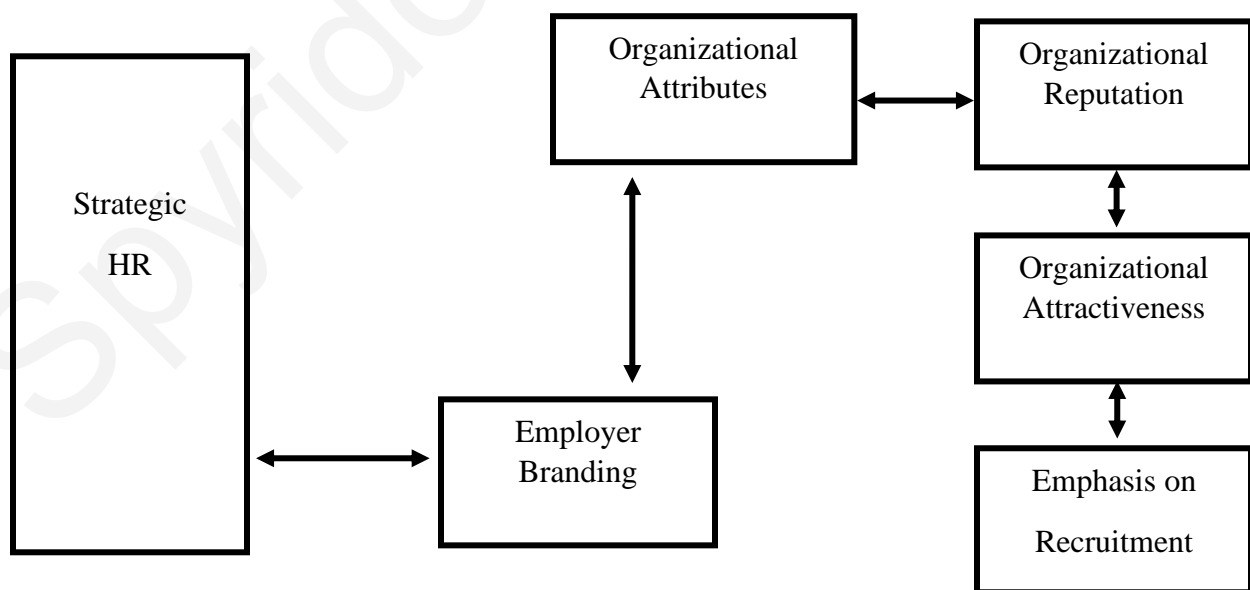 Strategic
HR
Employer
Branding
Organizational
Attributes
Organizational
Reputation
Organizational
Attractiveness
Emphasis on
Recruitment